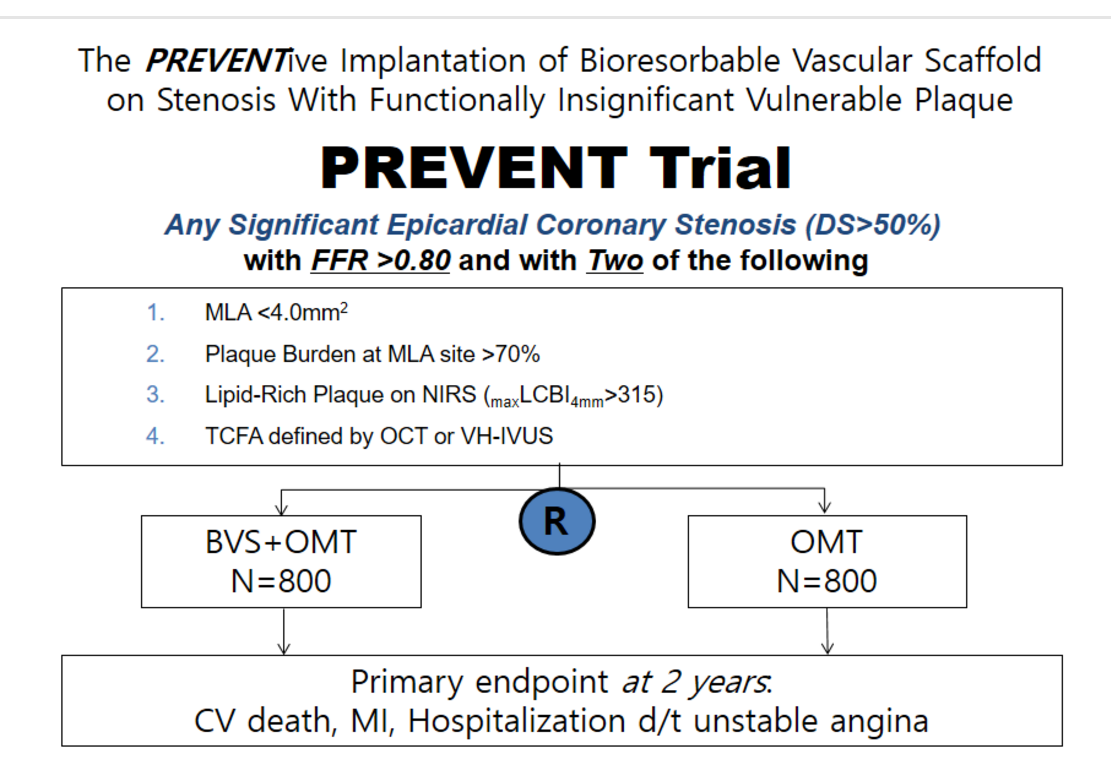 The PREVENTive Implantation of Bioresorbable Vascular Scaffold
on Stenosis With Functionally Insignificant Vulnerable Plaque
PREVENT Trial
Any Significant Epicardial Coronary Stenosis (DS>50%)
with FFR >0.80 and with Two of the following
1. MLA <4.0mm²
2. Plaque Burden at MLA site >70%
3. Lipid-Rich Plaque on NIRS (maxLCBI4mm>315)
4. TCFA defined by OCT or VH-IVUS
R
BVS+OMT
N=800
OMT
N=800
Primary endpoint at 2 years:
CV death, MI, Hospitalization d/t unstable angina